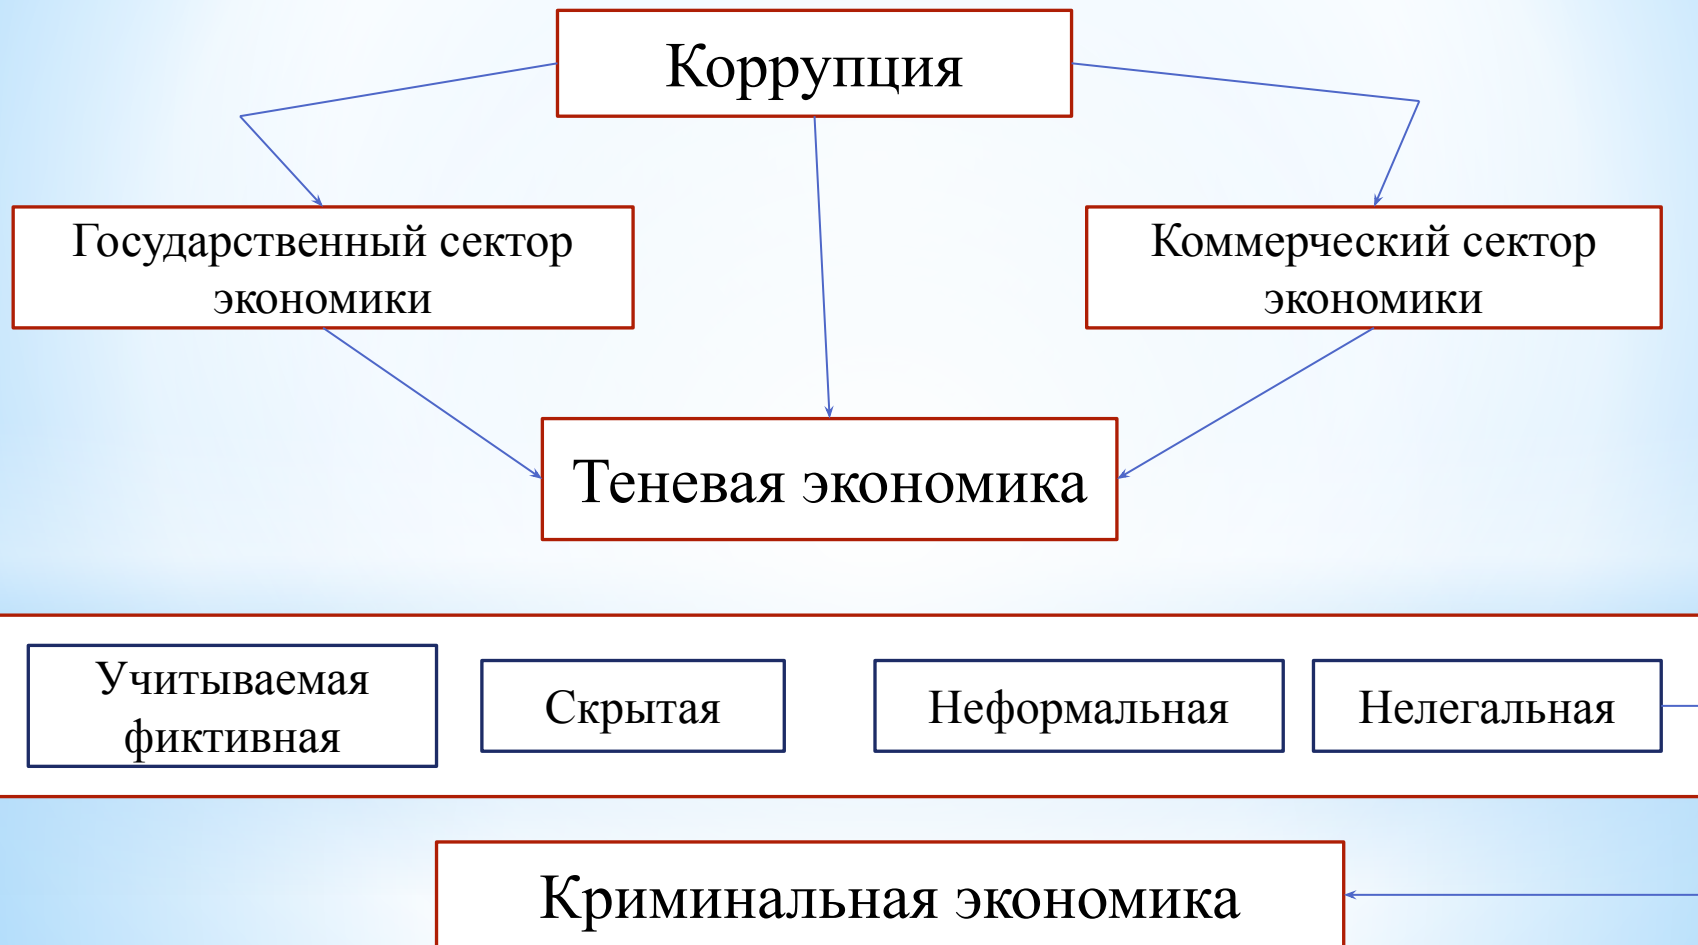 Коррупция
Государственный сектор
экономики
Коммерческий сектор
экономики
Теневая экономика
Учитываемая
фиктивная
Скрытая
Неформальная
Нелегальная
Криминальная экономика